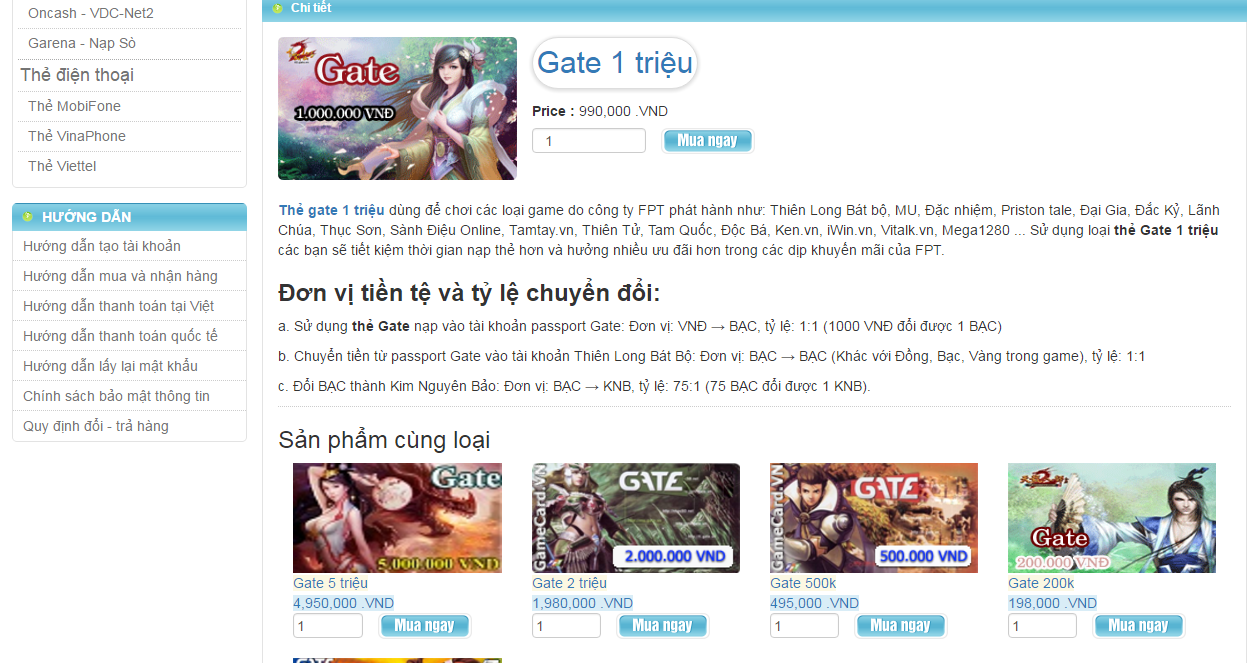 Oncash - VDC-Net2
Garena - Nạp Sò
Thẻ điện thoại
Thẻ MobiFone
Thẻ VinaPhone
Thẻ Viettel
HƯỚNG DẪN
Hướng dẫn tạo tài khoản
Hướng dẫn mua và nhận hàng
Hướng dẫn thanh toán tại Việt
Hướng dẫn thanh toán quốc tế
Hướng dẫn lấy lại mật khẩu
Chính sách bảo mật thông tin
Quy định đổi - trả hàng
Chi tiết
Gate
1.000.000 VNĐ
Gate 1 triệu
Price : 990,000 .VND
1
Mua ngay
Thẻ gate 1 triệu dùng để chơi các loại game do công ty FPT phát hành như: Thiên Long Bát bộ, MU, Đặc nhiệm, Priston tale, Đại Gia, Đắc Kỷ, Lãnh
Chúa, Thục Sơn, Sành Điệu Online, Tamtay.vn, Thiên Tử, Tam Quốc, Độc Bá, Ken.vn, iWin.vn, Vitalk.vn, Mega1280 ... Sử dụng loại thẻ Gate 1 triệu
các bạn sẽ tiết kiệm thời gian nạp thẻ hơn và hưởng nhiều ưu đãi hơn trong các dịp khuyến mãi của FPT.
Đơn vị tiền tệ và tỷ lệ chuyển đổi:
a. Sử dụng thẻ Gate nạp vào tài khoản passport Gate: Đơn vị: VNĐ → BẠC, tỷ lệ: 1:1 (1000 VNĐ đổi được 1 BẠC)
b. Chuyển tiền từ passport Gate vào tài khoản Thiên Long Bát Bộ: Đơn vị: BẠC → BẠC (Khác với Đồng, Bạc, Vàng trong game), tỷ lệ: 1:1
c. Đổi BẠC thành Kim Nguyên Bảo: Đơn vị: BẠC → KNB, tỷ lệ: 75:1 (75 BẠC đổi được 1 KNB).
Sản phẩm cùng loại
Gate
5.000.000 VNĐ
Gate 5 triệu
4,950,000 .VND
1
Mua ngay
GameCard.VN
GATE
2.000.000 VND
Gate 2 triệu
1,980,000 .VND
1
Mua ngay
GameCard.VN
GATE
500.000 VND
Gate 500k
495,000 .VND
1
Mua ngay
Gate
200.000 VNĐ
Gate 200k
198,000 .VND
1
Mua ngay